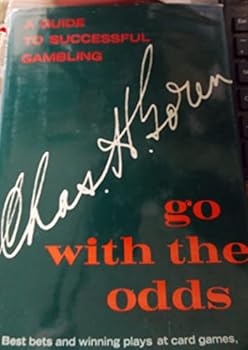 A GUIDE
TO SUCCESSFUL
GAMBLING
Chas. H. Goren
go
with the
odds
Best bets and winning plays at card games,